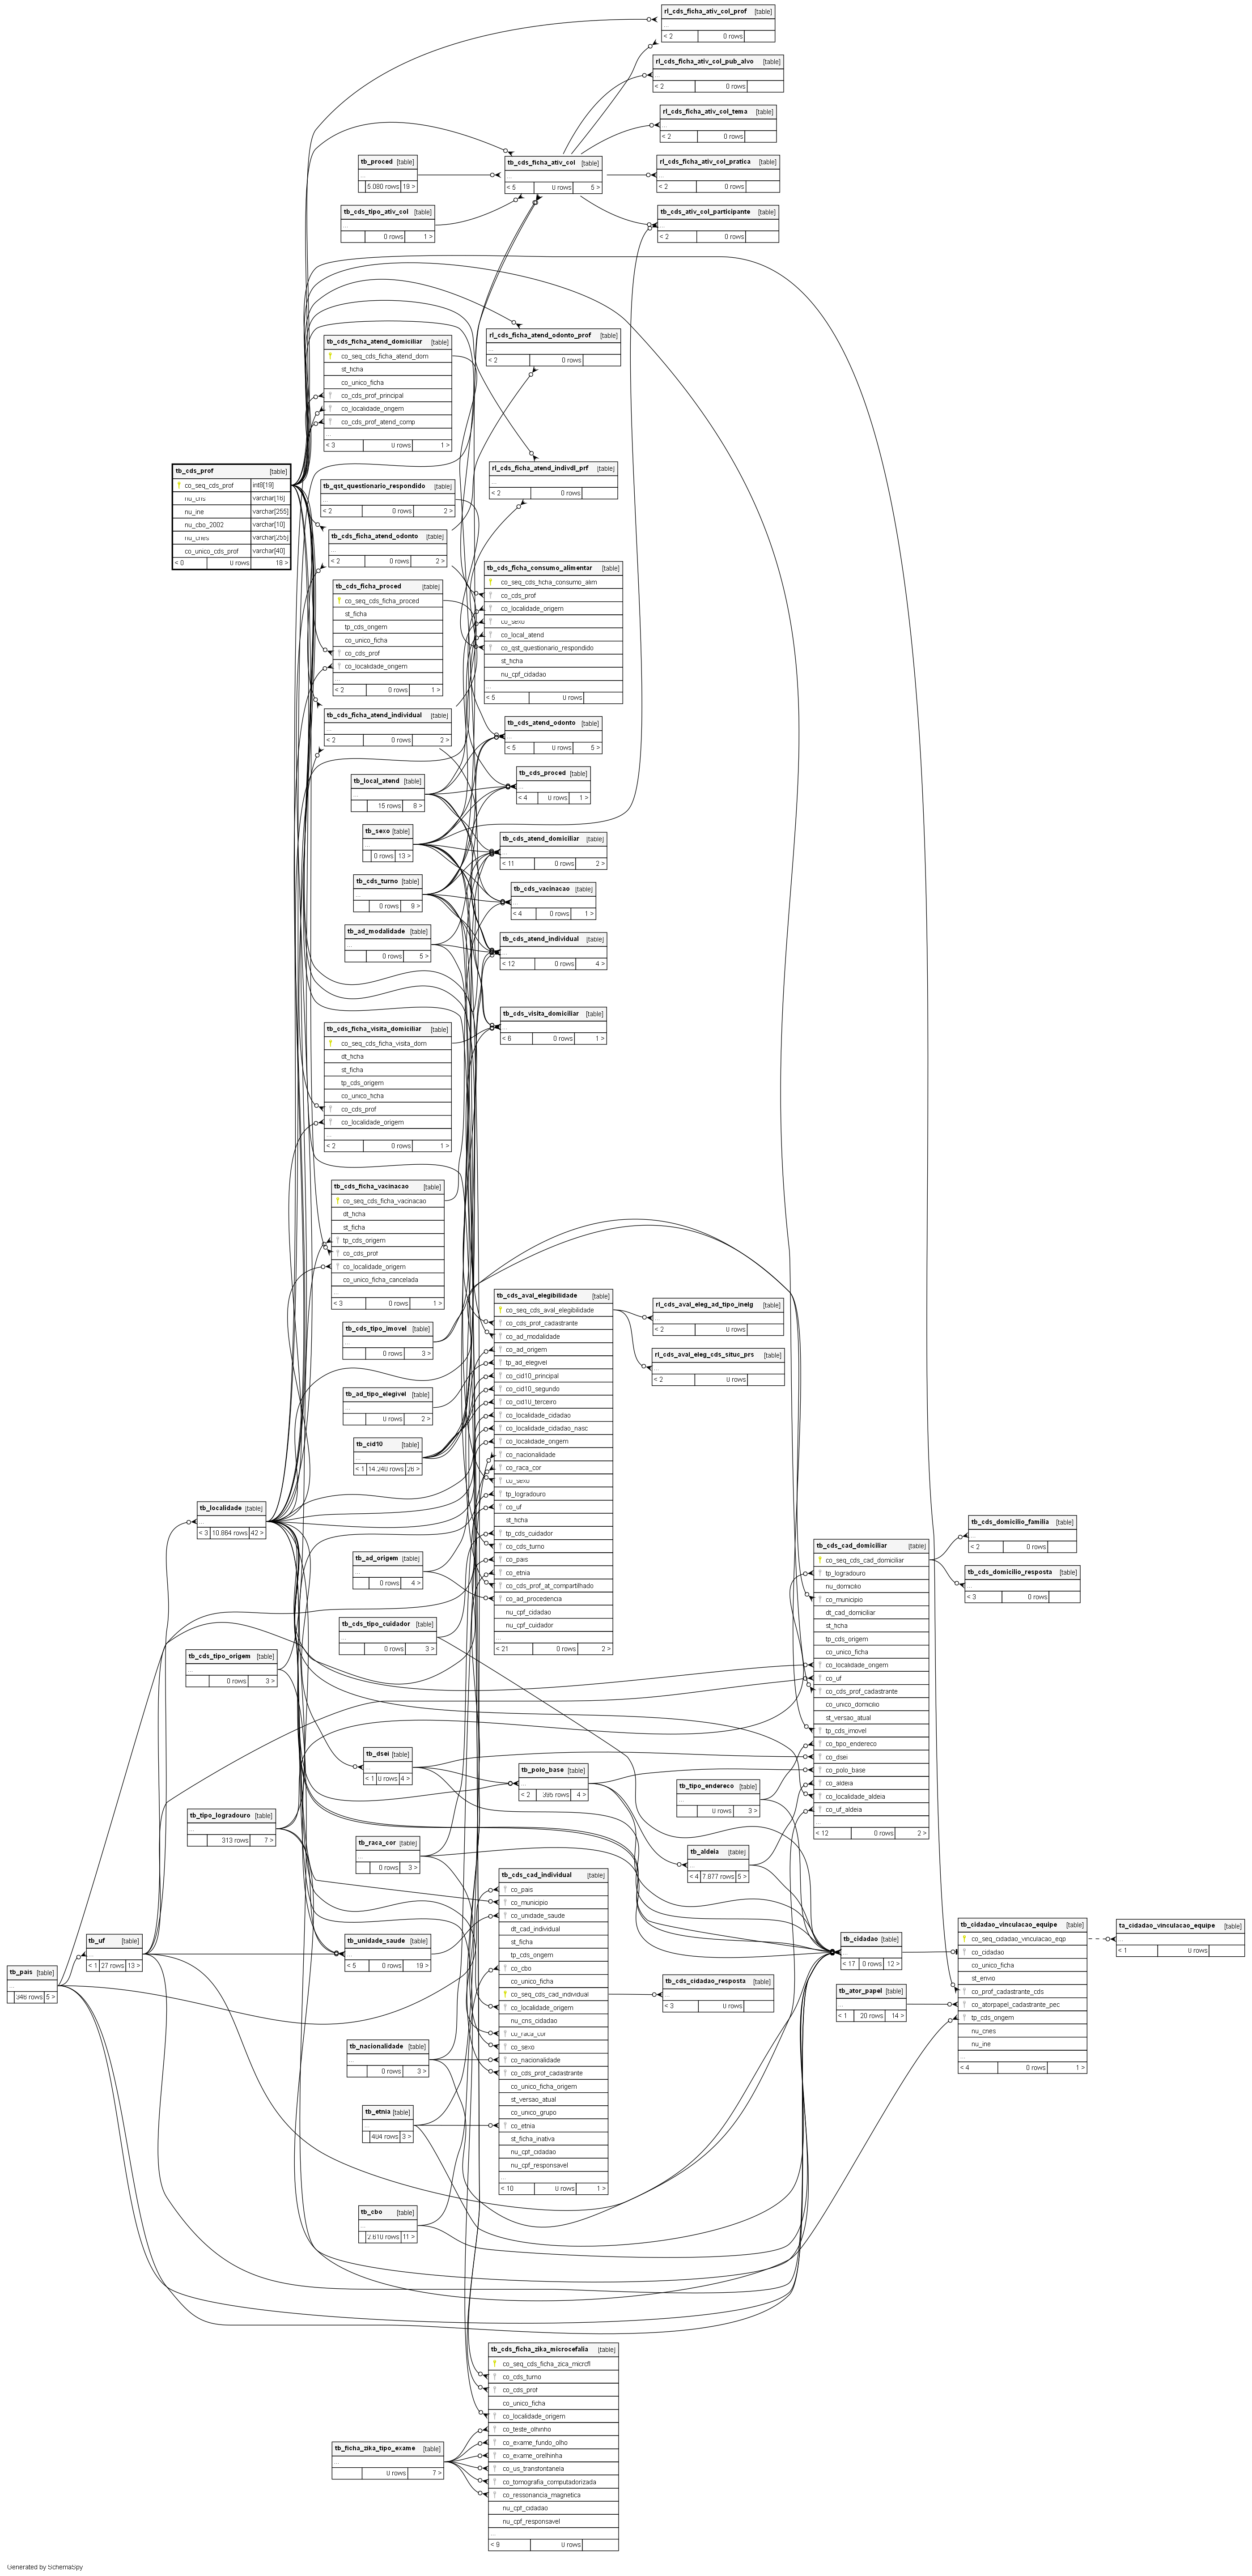 rl_cds_ficha_ativ_col_prof [table]
...
< 2 0 rows
rl_cds_ficha_ativ_col_pub_alvo [table]
...
< 2 0 rows
rl_cds_ficha_ativ_col_tema [table]
...
< 2 0 rows
tb_proced [table]
...
5.080 rows 19 >
tb_cds_ficha_ativ_col [table]
...
< 5 0 rows 5 >
rl_cds_ficha_ativ_col_pratica [table]
...
< 2 0 rows
tb_cds_tipo_ativ_col [table]
...
0 rows 1 >
tb_cds_ativ_col_participante [table]
...
< 2 0 rows
rl_cds_ficha_atend_odonto_prof [table]
...
< 2 0 rows
tb_cds_ficha_atend_domiciliar [table]
co_seq_cds_ficha_atend_dom
st_ficha
co_unico_ficha
co_cds_prof_principal
co_localidade_origem
co_cds_prof_atend_comp
...
< 3 0 rows 1 >
tb_cds_prof [table]
co_seq_cds_prof int8[19]
nu_cns varchar[16]
nu_ine varchar[255]
nu_cbo_2002 varchar[10]
nu_cnes varchar[255]
co_unico_cds_prof varchar[40]
< 0 0 rows 18 >
rl_cds_ficha_atend_individl_prf [table]
...
< 2 0 rows
tb_qst_questionario_respondido [table]
...
< 2 0 rows 2 >
tb_cds_ficha_atend_odonto [table]
...
< 2 0 rows 2 >
tb_cds_ficha_proced [table]
co_seq_cds_ficha_proced
st_ficha
tp_cds_origem
co_unico_ficha
co_cds_prof
co_localidade_origem
...
< 2 0 rows 1 >
tb_cds_ficha_consumo_alimentar [table]
co_seq_cds_ficha_consumo_alim
co_cds_prof
co_localidade_origem
co_sexo
co_local_atend
co_qst_questionario_respondido
st_ficha
nu_cpf_cidadao
...
< 5 0 rows
tb_cds_ficha_atend_individual [table]
...
< 2 0 rows 2 >
tb_cds_atend_odonto [table]
...
< 5 0 rows 5 >
tb_local_atend [table]
...
15 rows 8 >
tb_cds_proced [table]
...
< 4 0 rows 1 >
tb_sexo [table]
...
0 rows 13 >
tb_cds_atend_domiciliar [table]
...
< 11 0 rows 2 >
tb_cds_turno [table]
...
0 rows 9 >
tb_cds_vacinacao [table]
...
< 4 0 rows 1 >
tb_ad_modalidade [table]
...
0 rows 5 >
tb_cds_atend_individual [table]
...
< 12 0 rows 4 >
tb_cds_visita_domiciliar [table]
...
< 6 0 rows 1 >
tb_cds_ficha_visita_domiciliar [table]
co_seq_cds_ficha_visita_dom
dt_ficha
st_ficha
tp_cds_origem
co_unico_ficha
co_cds_prof
co_localidade_origem
...
< 2 0 rows 1 >
tb_cds_ficha_vacinacao [table]
co_seq_cds_ficha_vacinacao
dt_ficha
st_ficha
tp_cds_origem
co_cds_prof
co_localidade_origem
co_unico_ficha_cancelada
...
< 3 0 rows 1 >
tb_cds_aval_elegibilidade [table]
co_seq_cds_aval_elegibilidade
co_cds_prof_cadastrante
co_ad_modalidade
co_ad_origem
tp_ad_elegivel
co_cid10_principal
co_cid10_segundo
co_cid10_terceiro
co_localidade_cidadao
co_localidade_cidadao_nasc
co_localidade_origem
co_nacionalidade
co_raca_cor
co_sexo
tp_logradouro
co_uf
st_ficha
tp_cds_cuidador
co_cds_turno
co_pais
co_etnia
co_cds_prof_at_compartilhado
co_ad_procedencia
nu_cpf_cidadao
nu_cpf_cuidador
...
< 21 0 rows 2 >
rl_cds_aval_eleg_ad_tipo_inelg [table]
...
< 2 0 rows
rl_cds_aval_eleg_cds_situc_prs [table]
...
< 2 0 rows
tb_cds_tipo_imovel [table]
...
0 rows 3 >
tb_ad_tipo_elegivel [table]
...
0 rows 2 >
tb_cid10 [table]
...
< 1 14.240 rows 26 >
tb_localidade [table]
...
< 3 10.864 rows 42 >
tb_ad_origem [table]
...
0 rows 4 >
tb_cds_tipo_cuidador [table]
...
0 rows 3 >
tb_cds_tipo_origem [table]
...
0 rows 3 >
tb_cds_cad_domiciliar [table]
co_seq_cds_cad_domiciliar
tp_logradouro
nu_domicilio
co_municipio
dt_cad_domiciliar
st_ficha
tp_cds_origem
co_unico_ficha
co_localidade_origem
co_uf
co_cds_prof_cadastrante
co_unico_domicilio
st_versao_atual
tp_cds_imovel
co_tipo_endereco
co_dsei
co_polo_base
co_aldeia
co_localidade_aldeia
co_uf_aldeia
...
< 12 0 rows 2 >
tb_cds_domicilio_familia [table]
...
< 2 0 rows
tb_cds_domicilio_resposta [table]
...
< 3 0 rows
tb_dsei [table]
...
< 1 0 rows 4 >
tb_polo_base [table]
...
< 2 386 rows 4 >
tb_tipo_endereco [table]
...
0 rows 3 >
tb_tipo_logradouro [table]
...
313 rows 7 >
tb_raca_cor [table]
...
0 rows 3 >
tb_aldeia [table]
...
< 4 7.877 rows 5 >
tb_cds_cad_individual [table]
co_pais
co_municipio
co_unidade_saude
dt_cad_individual
st_ficha
tp_cds_origem
co_cbo
co_unico_ficha
co_seq_cds_cad_individual
co_localidade_origem
nu_cns_cidadao
co_raca_cor
co_sexo
co_nacionalidade
co_cds_prof_cadastrante
co_unico_ficha_origem
st_versao_atual
co_unico_grupo
co_etnia
st_ficha_inativa
nu_cpf_cidadao
nu_cpf_responsavel
...
< 10 0 rows 1 >
tb_uf [table]
...
< 1 27 rows 13 >
tb_unidade_saude [table]
...
< 5 0 rows 19 >
tb_pais [table]
...
346 rows 5 >
tb_cidadao [table]
...
< 17 0 rows 12 >
tb_cidadao_vinculacao_equipe [table]
co_seq_cidadao_vinculacao_eqp
co_cidadao
co_unico_ficha
st_envio
co_prof_cadastrante_cds
co_atorpapel_cadastrante_pec
tp_cds_origem
nu_cnes
nu_ine
...
< 4 0 rows 1 >
ta_cidadao_vinculacao_equipe [table]
...
< 1 0 rows
tb_cds_cidadao_resposta [table]
...
< 3 0 rows
tb_ator_papel [table]
...
< 1 20 rows 14 >
tb_nacionalidade [table]
...
0 rows 3 >
tb_etnia [table]
...
404 rows 3 >
tb_cbo [table]
...
2.610 rows 11 >
tb_cds_ficha_zika_microcefalia [table]
co_seq_cds_ficha_zica_microfl
co_cds_turno
co_cds_prof
co_unico_ficha
co_localidade_origem
co_teste_olhinho
co_exame_fundo_olho
co_exame_orelhinha
co_us_transfontanela
co_tomografia_computadorizada
co_ressonancia_magnetica
nu_cpf_cidadao
nu_cpf_responsavel
...
< 9 0 rows
tb_ficha_zika_tipo_exame [table]
...
0 rows 7 >
Generated by SchemaSpy